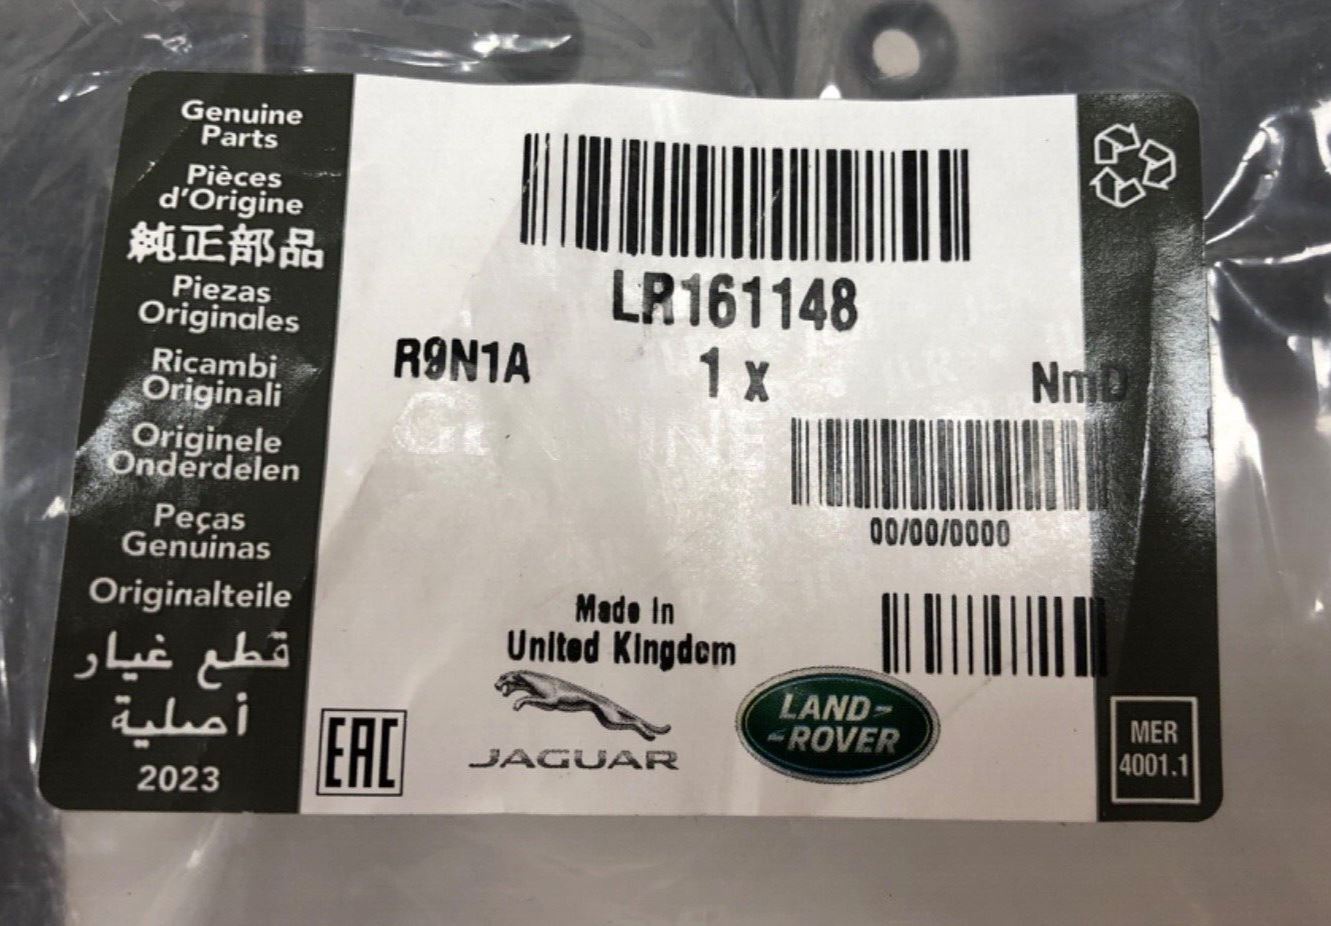 Genuine
Parts
Pièces
d'Origine
純正部品
Piezas
Originales
Ricambi
Originali
Originele
Onderdelen
Peças
Genuinas
Originalteile
قطع غيار
أصلية
2023
LR161148
R9N1A 1 x NmD
00/00/0000
Made in
United Kingdom
EAC
JAGUAR
LAND-
-ROVER
MER
4001.1